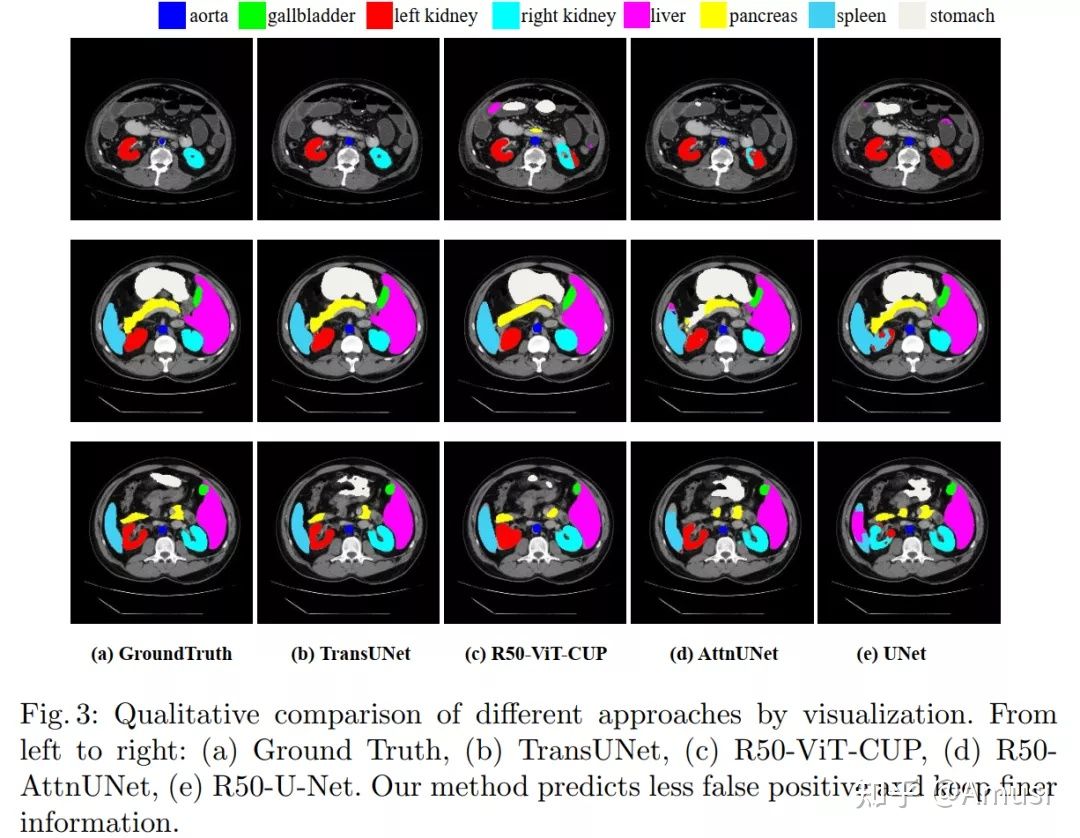 aorta gallbladder left kidney right kidney liver pancreas spleen stomach
(a) GroundTruth (b) TransUNet (c) R50-ViT-CUP (d) AttnUNet (e) UNet
Fig. 3: Qualitative comparison of different approaches by visualization. From
left to right: (a) Ground Truth, (b) TransUNet, (c) R50-ViT-CUP, (d) R50-
AttnUNet, (e) R50-U-Net. Our method predicts less false positive and keep finer
information.
知乎 @Amusi